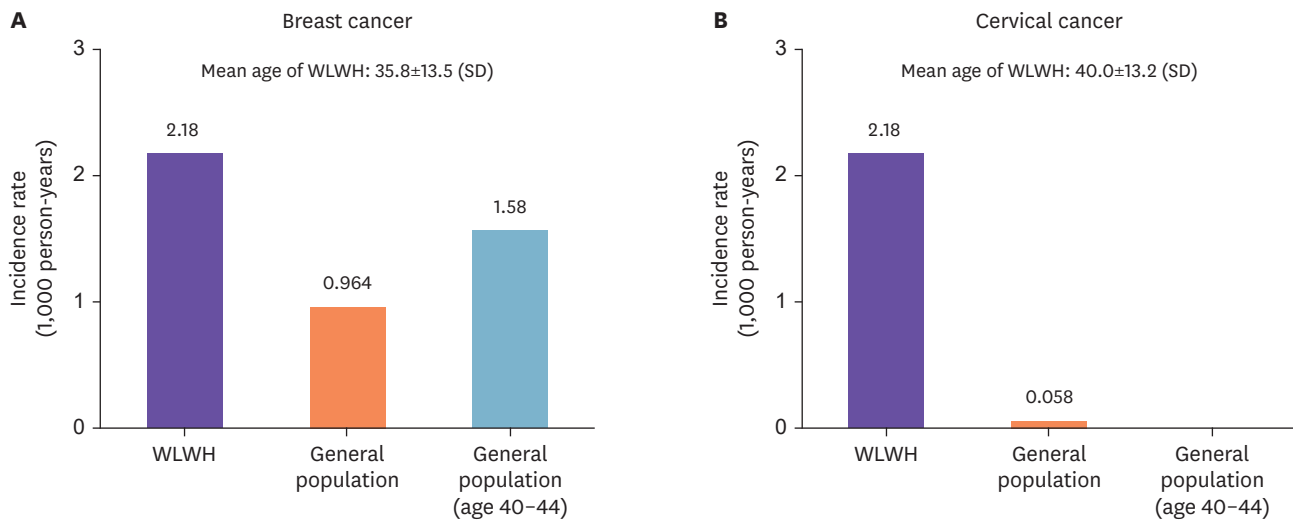 A
Breast cancer
Mean age of WLWH: 35.8±13.5 (SD)
Incidence rate
(1,000 person-years)
3
2
1
0
2.18
0.964
1.58
WLWH
General
population
General
population
(age 40–44)
B
Cervical cancer
Mean age of WLWH: 40.0±13.2 (SD)
Incidence rate
(1,000 person-years)
3
2
1
0
2.18
0.058
WLWH
General
population
General
population
(age 40–44)